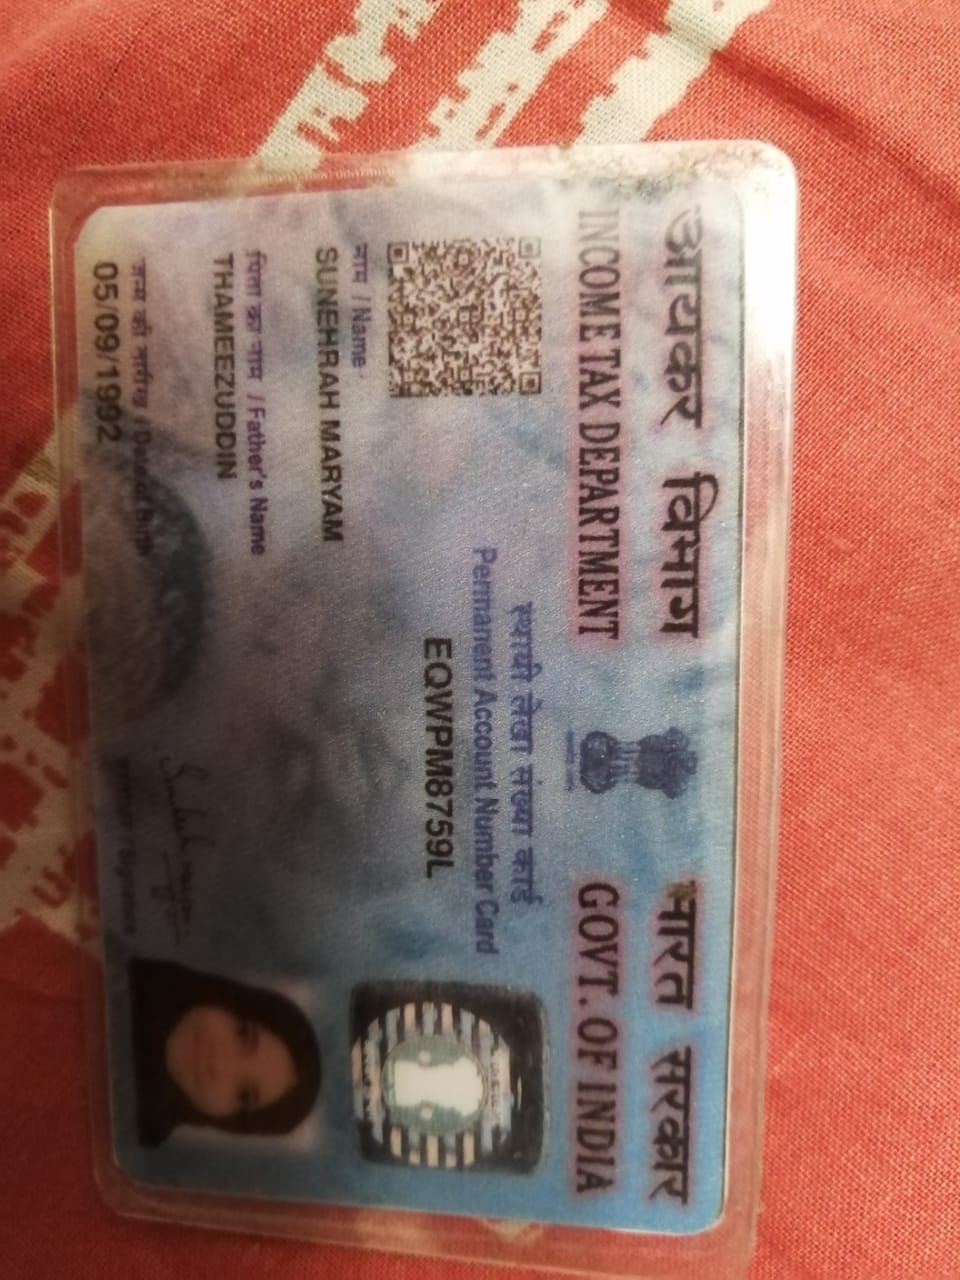 आयकर विभाग
INCOME TAX DEPARTMENT
भारत सरकार
GOVT. OF INDIA
स्थायी लेखा संख्या कार्ड
Permanent Account Number Card
EQWPM8759L
नाम / Name
SUNEHRAH MARYAM
पिता का नाम / Father's Name
THAMEEZUDDIN
जन्म की तारीख / Date of Birth
05/09/1992
हस्ताक्षर / Signature